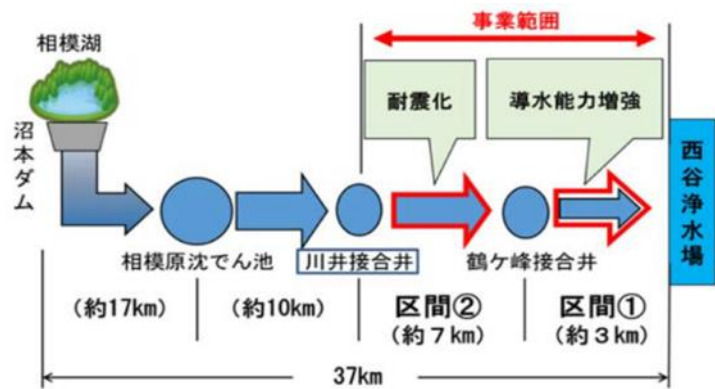 事業範囲
相模湖
耐震化
導水能力増強
沼本ダム
西谷浄水場
相模原沈でん池
川井接合井
鶴ケ峰接合井
(約17km)
(約10km)
区間②
(約7km)
区間①
(約3km)
37km